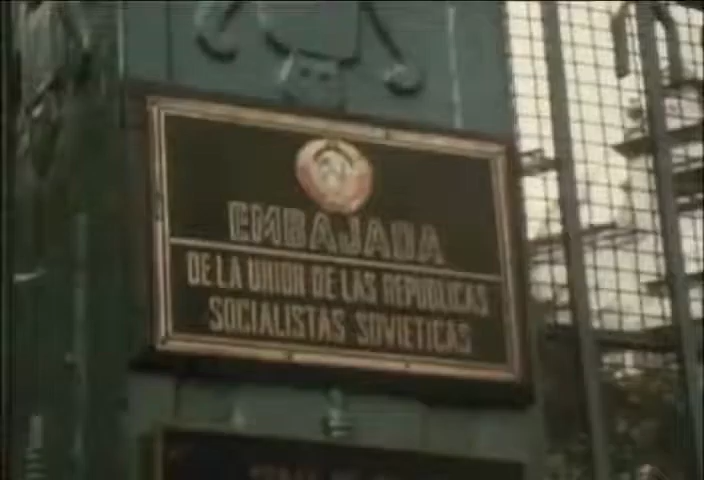 EMBAJADA
DE LA UNION DE LAS REPUBLICAS
SOCIALISTAS SOVIETICAS